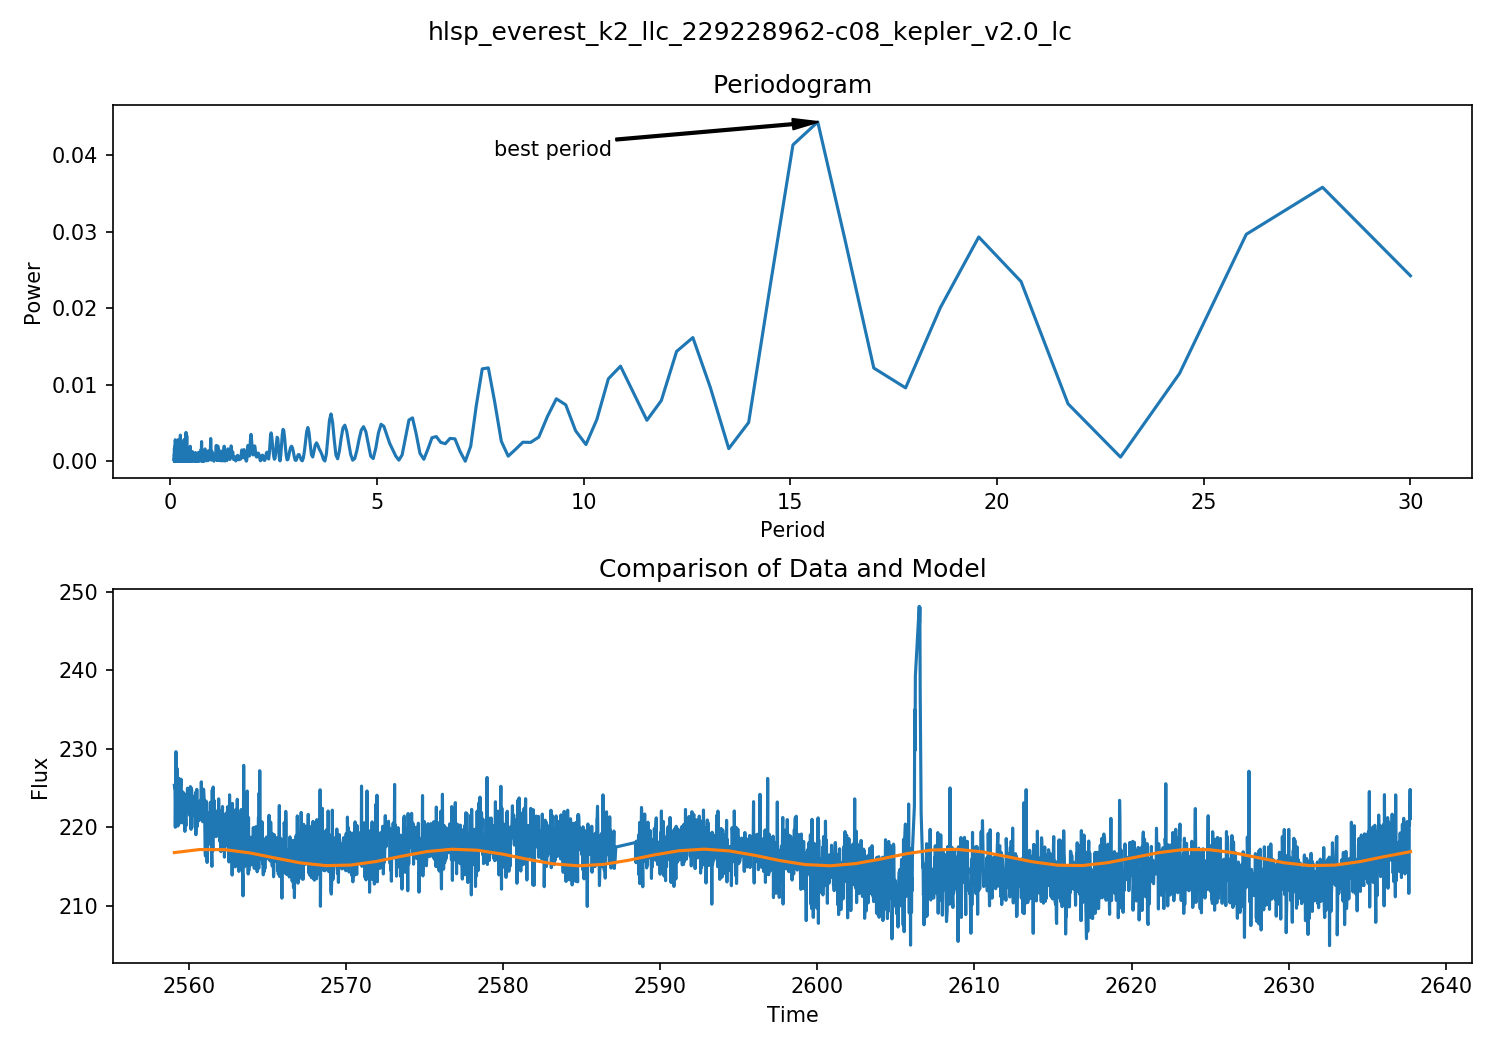 hlsp_everest_k2_llc_229228962-c08_kepler_v2.0_lc
Periodogram
best period
0.04
0.03
0.02
0.01
0.00
Power
0 5 10 15 20 25 30
Period
Comparison of Data and Model
250
240
230
220
210
Flux
2560 2570 2580 2590 2600 2610 2620 2630 2640
Time